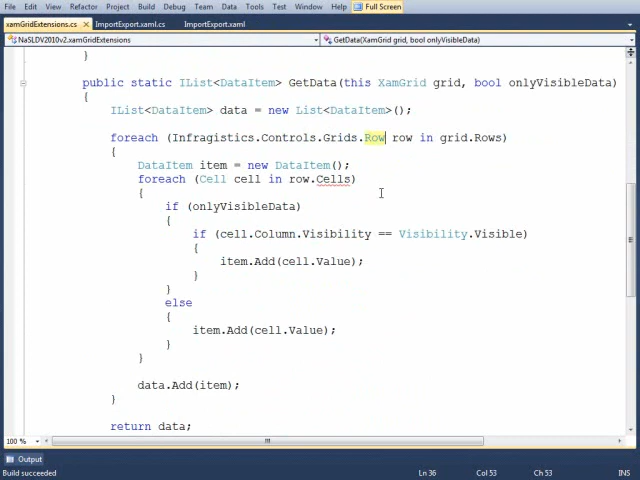 File Edit View Refactor Project Build Debug Team Data Tools Test Window Help Full Screen
xamGridExtensions.cs ImportExport.xaml.cs ImportExport.xaml
NaSLDV2010v2.xamGridExtensions GetData(XamGrid grid, bool onlyVisibleData)
}
public static IList<DataItem> GetData(this XamGrid grid, bool onlyVisibleData)
{
IList<DataItem> data = new List<DataItem>();
foreach (Infragistics.Controls.Grids.Row row in grid.Rows)
{
DataItem item = new DataItem();
foreach (Cell cell in row.Cells)
{
if (onlyVisibleData)
{
if (cell.Column.Visibility == Visibility.Visible)
{
item.Add(cell.Value);
}
}
else
{
item.Add(cell.Value);
}
}
data.Add(item);
}
return data;
100 %
Output
Build succeeded Ln 36 Col 53 Ch 53 INS